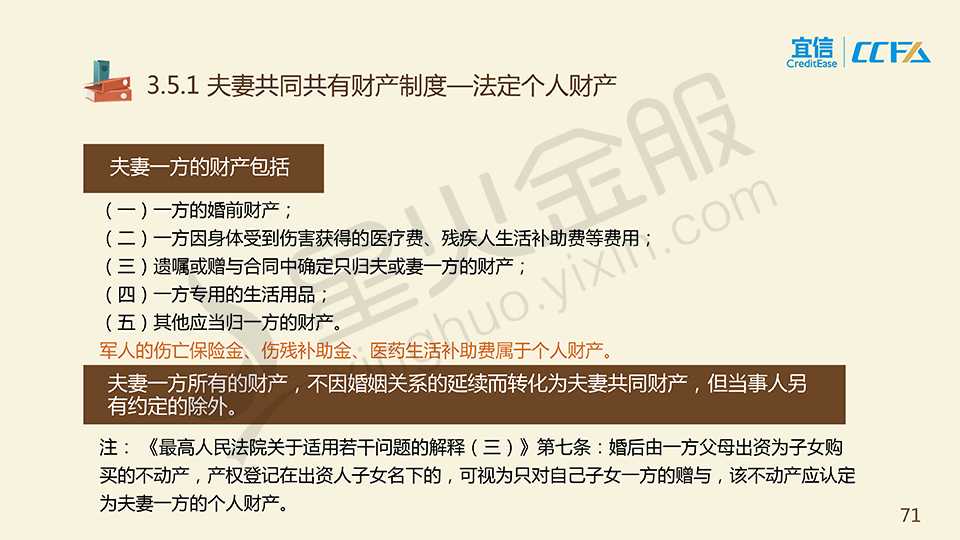 宜信
CreditEase
CCFA
3.5.1 夫妻共同共有财产制度—法定个人财产
夫妻一方的财产包括
（一）一方的婚前财产；
（二）一方因身体受到伤害获得的医疗费、残疾人生活补助费等费用；
（三）遗嘱或赠与合同中确定只归夫或妻一方的财产；
（四）一方专用的生活用品；
（五）其他应当归一方的财产。
军人的伤亡保险金、伤残补助金、医药生活补助费属于个人财产。
夫妻一方所有的财产，不因婚姻关系的延续而转化为夫妻共同财产，但当事人另
有约定的除外。
注： 《最高人民法院关于适用若干问题的解释（三）》第七条：婚后由一方父母出资为子女购
买的不动产，产权登记在出资人子女名下的，可视为只对自己子女一方的赠与，该不动产应认定
为夫妻一方的个人财产。
71
星火金服
xinghuo.yixin.com